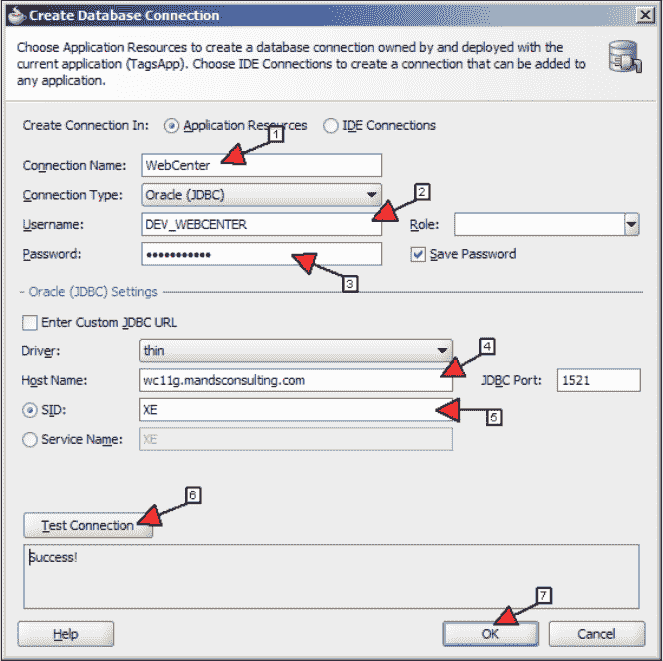 Create Database Connection
Choose Application Resources to create a database connection owned by and deployed with the
current application (TagsApp). Choose IDE Connections to create a connection that can be added to
any application.
Create Connection In: Application Resources IDE Connections
1
Connection Name: WebCenter
Connection Type: Oracle (JDBC)
2
Username: DEV_WEBCENTER Role:
Password: ●●●●●●●●●●● Save Password
3
Oracle (JDBC) Settings
Enter Custom JDBC URL
Driver: thin
4
Host Name: wc11g.mandsconsulting.com JDBC Port: 1521
SID: XE
5
Service Name: XE
6
Test Connection
Success!
7
Help OK Cancel